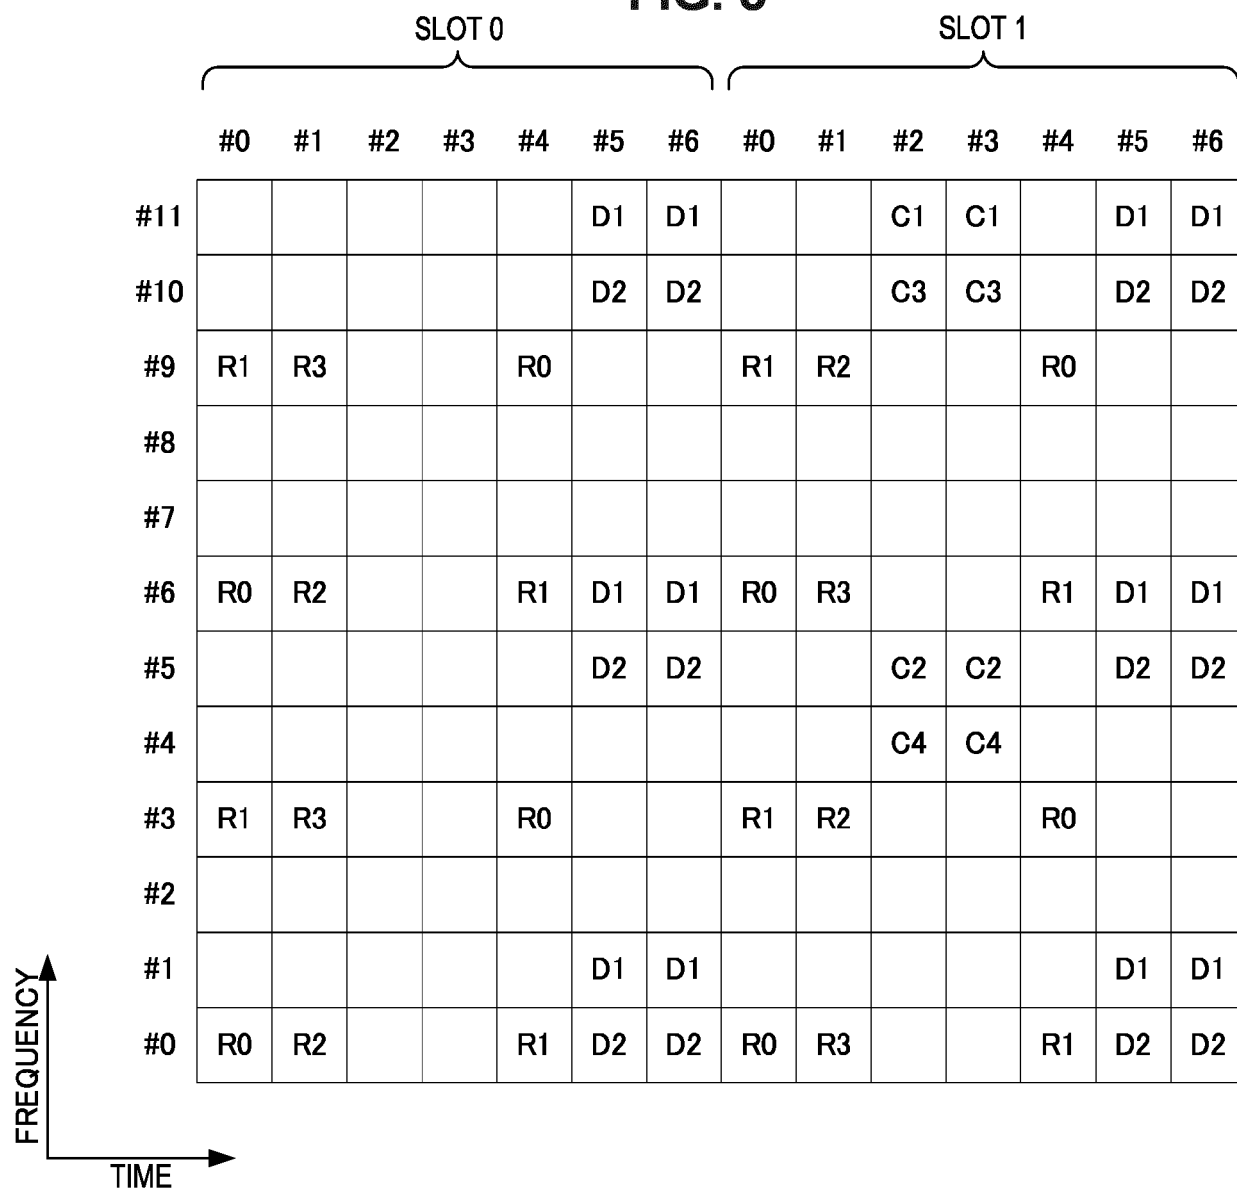 SLOT 0 SLOT 1
#0 #1 #2 #3 #4 #5 #6 #0 #1 #2 #3 #4 #5 #6
#11 D1 D1 C1 C1 D1 D1
#10 D2 D2 C3 C3 D2 D2
#9 R1 R3 R0 R1 R2 R0
#8
#7
#6 R0 R2 R1 D1 D1 R0 R3 R1 D1 D1
#5 D2 D2 C2 C2 D2 D2
#4 C4 C4
#3 R1 R3 R0 R1 R2 R0
#2
#1 D1 D1 D1 D1
#0 R0 R2 R1 D2 D2 R0 R3 R1 D2 D2
FREQUENCY
TIME